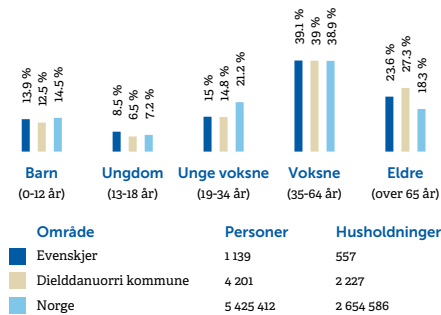 13.9 % 12.5 % 14.5 % 8.5 % 6.5 % 7.2 % 15 % 14.8 % 21.2 % 39.1 % 39 % 38.9 % 23.6 % 27.3 % 18.3 %
Barn Ungdom Unge voksne Voksne Eldre
(0-12 år) (13-18 år) (19-34 år) (35-64 år) (over 65 år)
Område Personer Husholdninger
Evenskjer 1 139 557
Dielddanuorri kommune 4 201 2 227
Norge 5 425 412 2 654 586